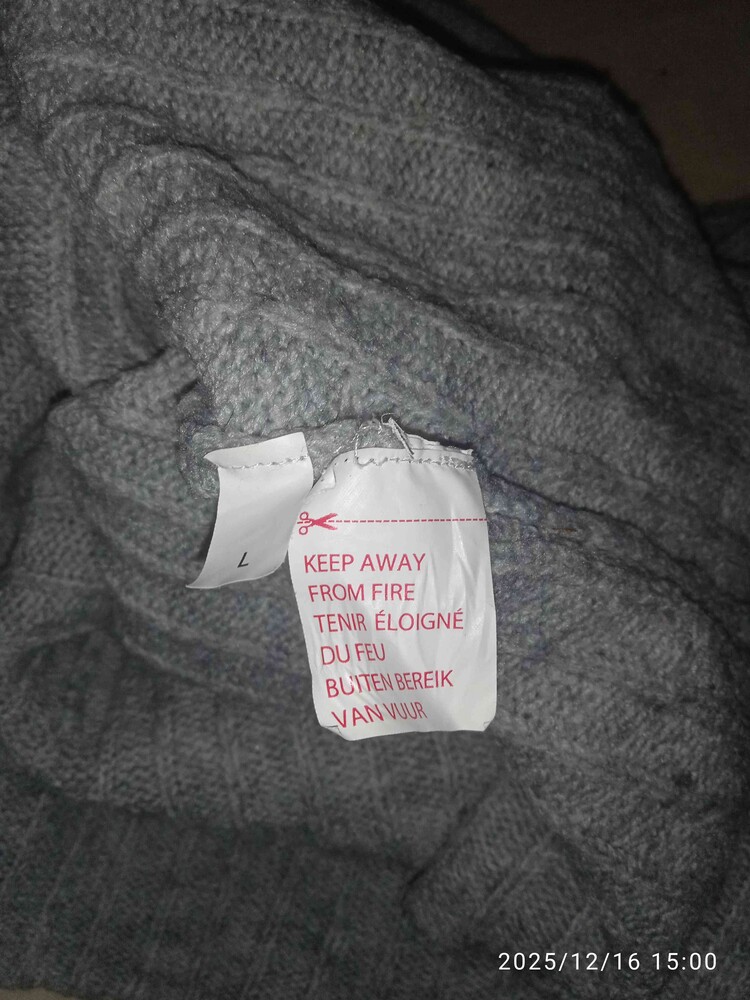 L
KEEP AWAY
FROM FIRE
TENIR ÉLOIGNÉ
DU FEU
BUITEN BEREIK
VAN VUUR
2025/12/16 15:00